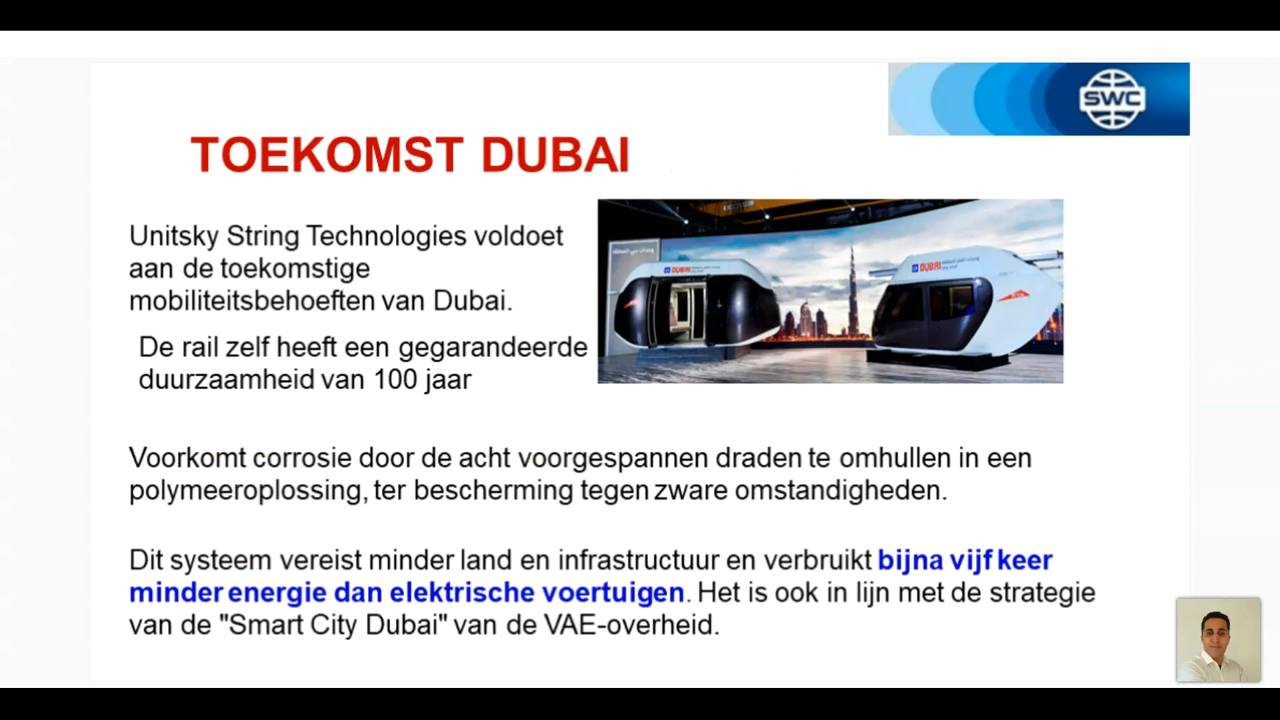 SWC
TOEKOMST DUBAI
Unitsky String Technologies voldoet
aan de toekomstige
mobiliteitsbehoeften van Dubai.
De rail zelf heeft een gegarandeerde
duurzaamheid van 100 jaar
DUBAI
DUBAI
Voorkomt corrosie door de acht voorgespannen draden te omhullen in een
polymeeroplossing, ter bescherming tegen zware omstandigheden.
Dit systeem vereist minder land en infrastructuur en verbruikt bijna vijf keer
minder energie dan elektrische voertuigen. Het is ook in lijn met de strategie
van de "Smart City Dubai" van de VAE-overheid.